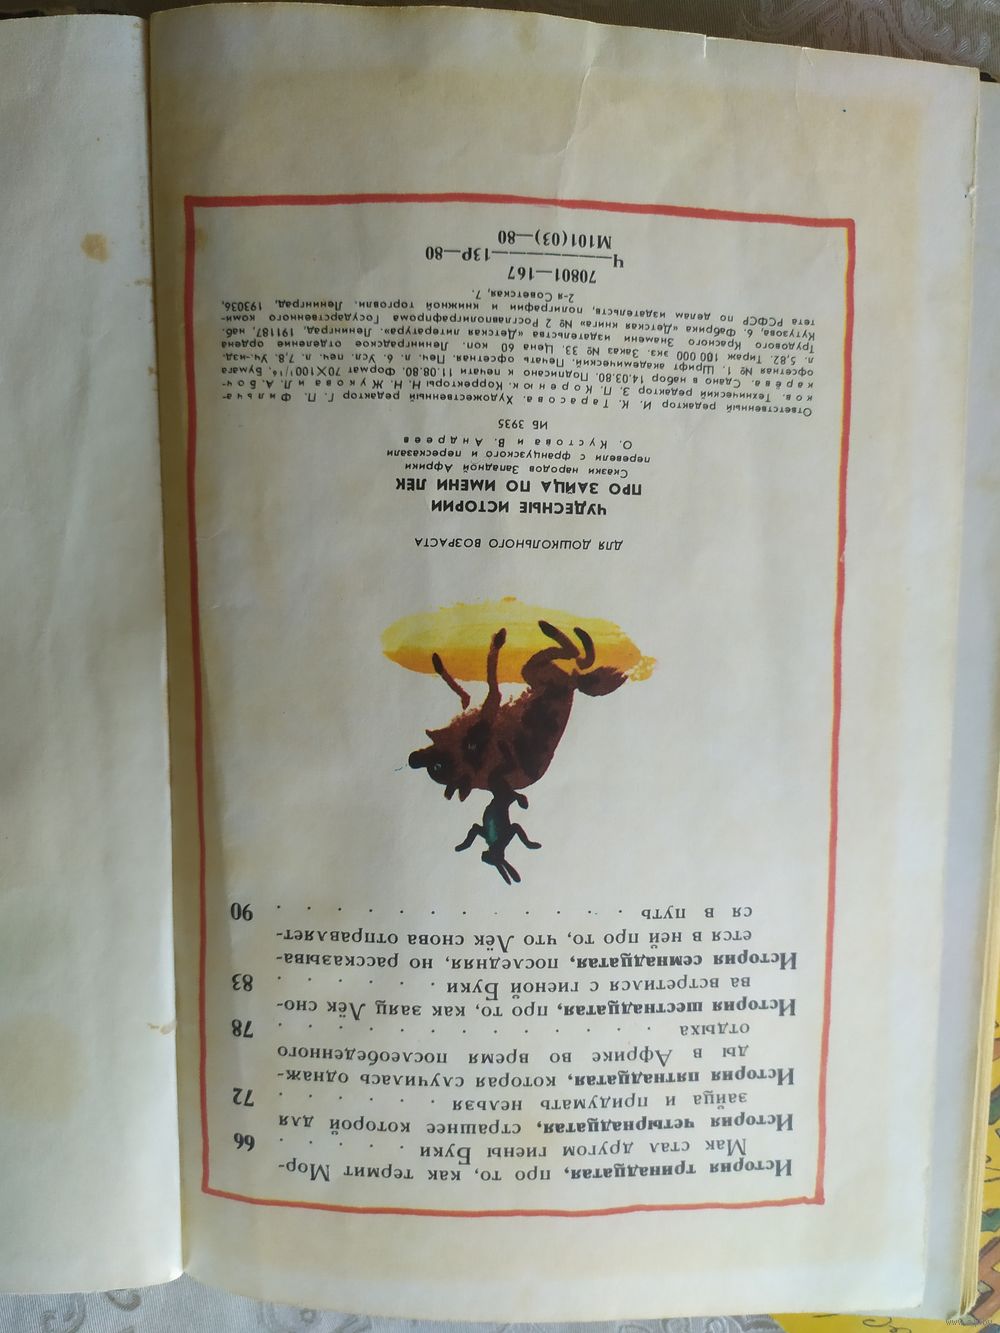 История тринадцатая, про то, как термит Мор-
Мак стал другом гиены Буки . . . . . 66
История четырнадцатая, страшнее которой для
зайца и придумать нельзя . . . . . . 72
История пятнадцатая, которая случилась однаж-
ды в Африке во время послеобеденного
отдыха . . . . . . . . . . . . . 78
История шестнадцатая, про то, как заяц Лёк сно-
ва встретился с гиеной Буки . . . . . 83
История семнадцатая, последняя, но рассказыва-
ется в ней про то, что Лёк снова отправляет-
ся в путь . . . . . . . . . . . . . 90
ДЛЯ ДОШКОЛЬНОГО ВОЗРАСТА
ЧУДЕСНЫЕ ИСТОРИИ
ПРО ЗАЙЦА ПО ИМЕНИ ЛЁК
Сказки народов Западной Африки
перевели с французского и пересказали
О. Кустова и В. Андреев
ИБ 3935
Ответственный редактор И. К. Тарасова. Художественный редактор Г. П. Фильча-
ков. Технический редактор З. П. Коренюк. Корректоры Н. Н. Жукова и Л. А. Боч-
карёва. Сдано в набор 14.03.80. Подписано к печати 11.08.80. Формат 70×100¹/₁₆. Бумага
офсетная № 1. Шрифт академический. Печать офсетная. Печ. л. 6. Усл. печ. л. 7,8. Уч.-изд.
л. 5,82. Тираж 100 000 экз. Заказ № 33. Цена 60 коп. Ленинградское отделение ордена
Трудового Красного Знамени издательства «Детская литература». Ленинград, 191187, наб.
Кутузова, 6. Фабрика «Детская книга» № 2 Росглавполиграфпрома Государственного коми-
тета РСФСР по делам издательств, полиграфии и книжной торговли. Ленинград, 193036,
2-я Советская, 7.
70801—167
Ч————————13Р—80
М101(03)—80